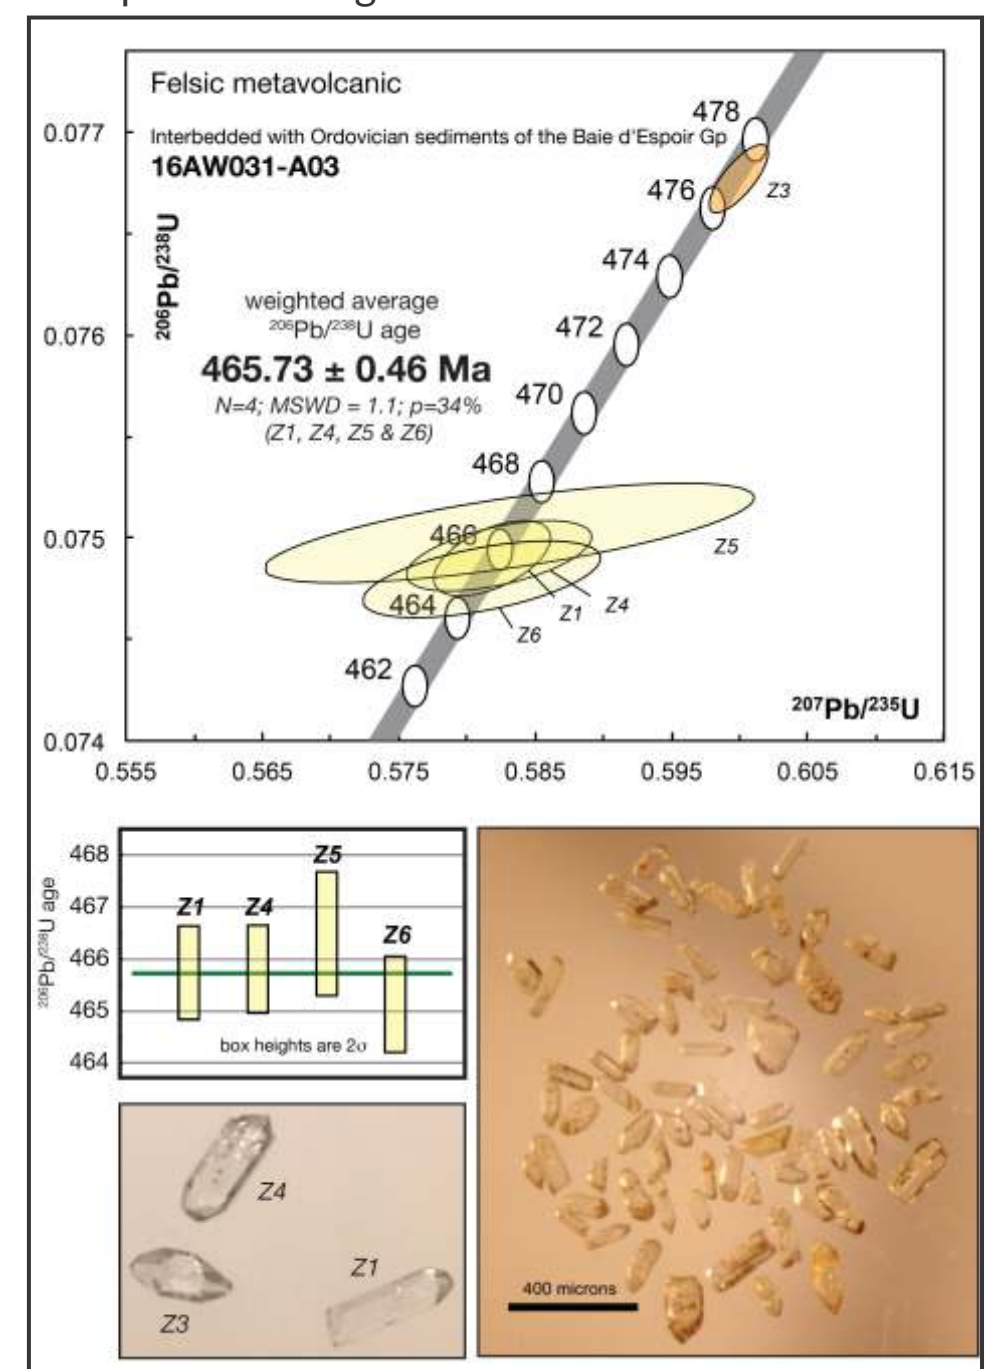 Felsic metavolcanic
Interbedded with Ordovician sediments of the Baie d'Espoir Gp
16AW031-A03
206Pb/238U
weighted average
206Pb/238U age
465.73 ± 0.46 Ma
N=4; MSWD = 1.1; p=34%
(Z1, Z4, Z5 & Z6)
478
476
Z3
474
472
470
468
466
Z5
464
Z1
Z4
Z6
462
207Pb/235U
0.077
0.076
0.075
0.074
0.555
0.565
0.575
0.585
0.595
0.605
0.615
206Pb/238U age
468
467
466
465
464
Z1
Z4
Z5
Z6
box heights are 2σ
Z4
Z3
Z1
400 microns